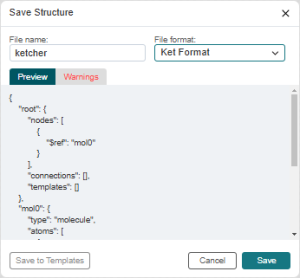 Save Structure
File name:
File format:
ketcher
Ket Format
Preview
Warnings
{
"root": {
"nodes": [
{
"$ref": "mol0"
}
],
"connections": [],
"templates": []
},
"mol0": {
"type": "molecule",
"atoms": [
Save to Templates
Cancel
Save